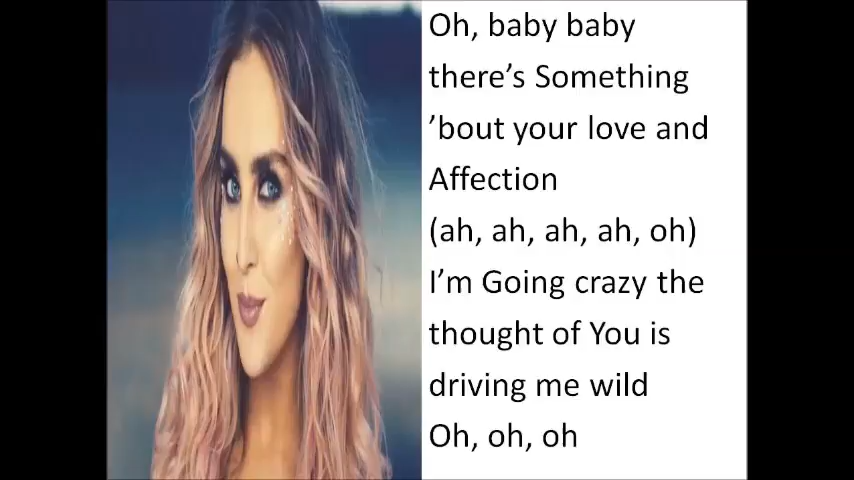 Oh, baby baby
there’s Something
’bout your love and
Affection
(ah, ah, ah, ah, oh)
I’m Going crazy the
thought of You is
driving me wild
Oh, oh, oh